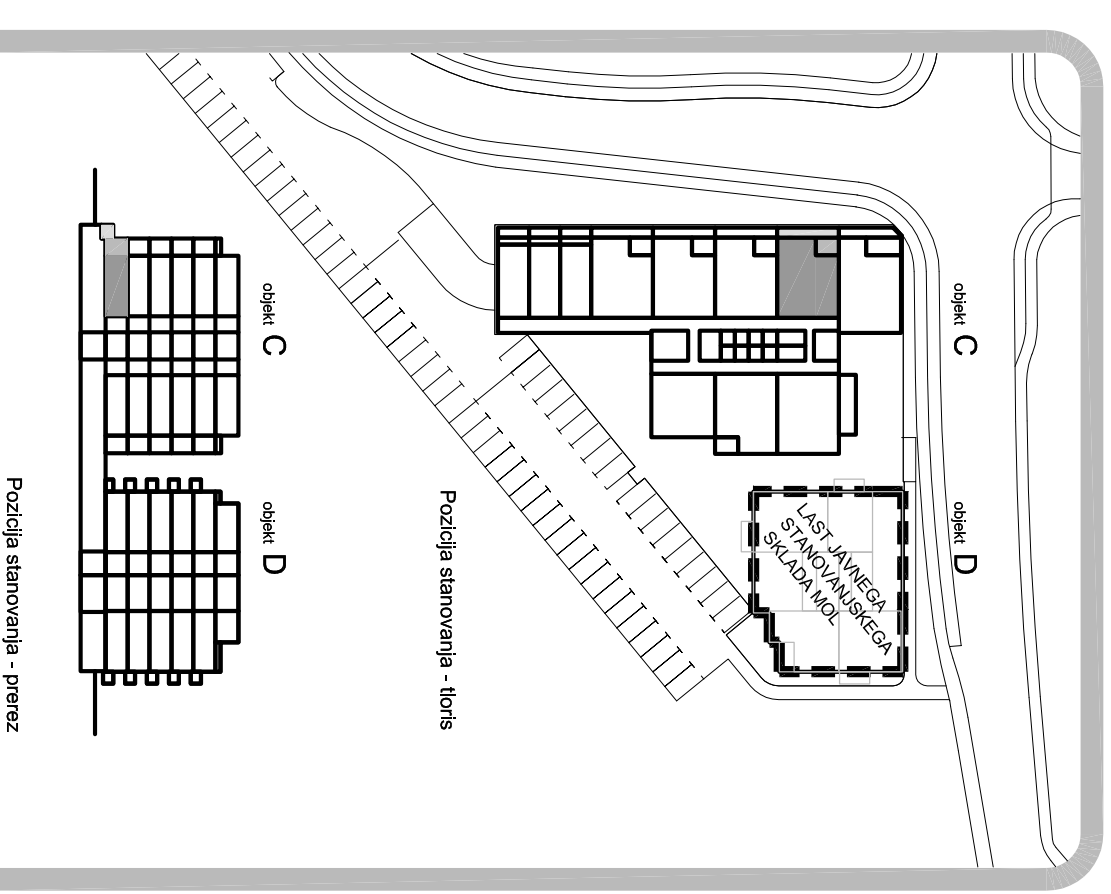 objekt C
objekt D
LAST JAVNEGA
STANOVANJSKEGA
SKLADA MOL
Pozicija stanovanja - tloris
objekt C
objekt D
Pozicija stanovanja - prerez